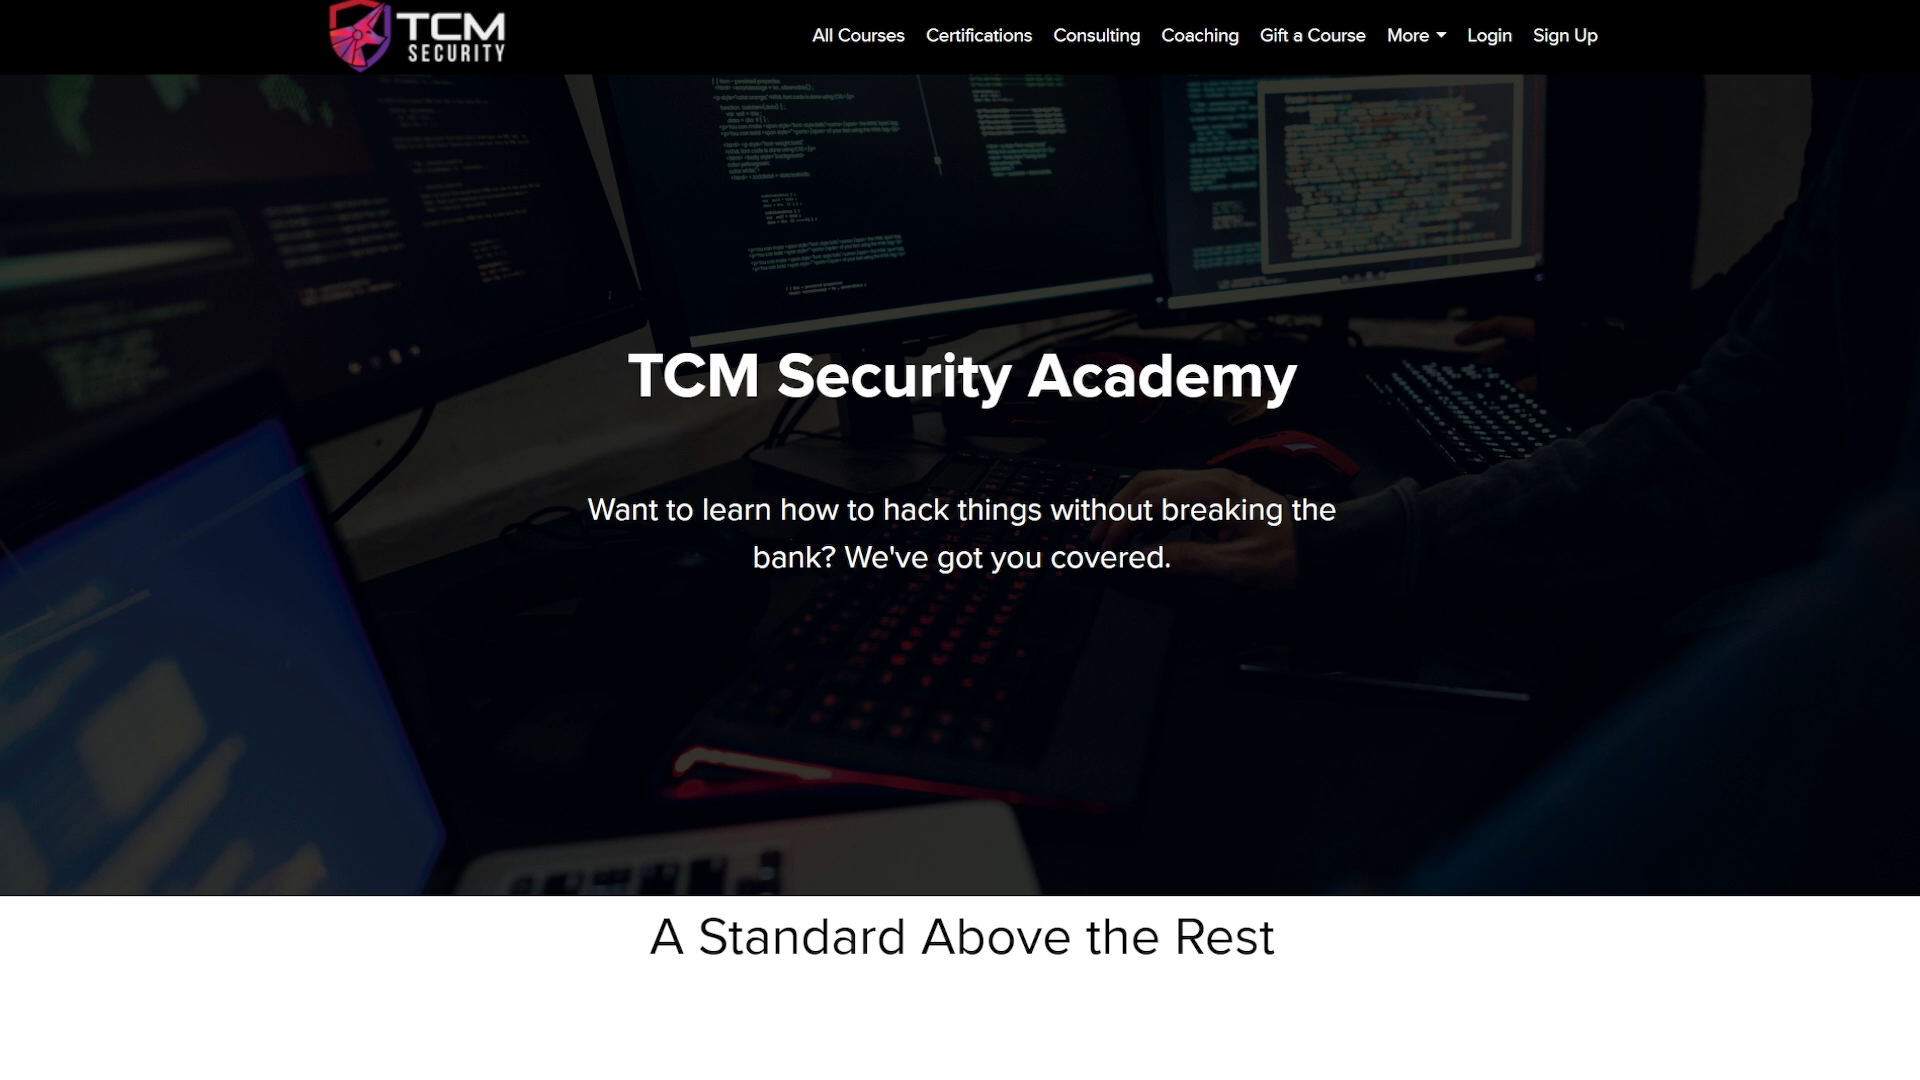 TCM
SECURITY
All Courses Certifications Consulting Coaching Gift a Course More Login Sign Up
TCM Security Academy
Want to learn how to hack things without breaking the
bank? We've got you covered.
A Standard Above the Rest